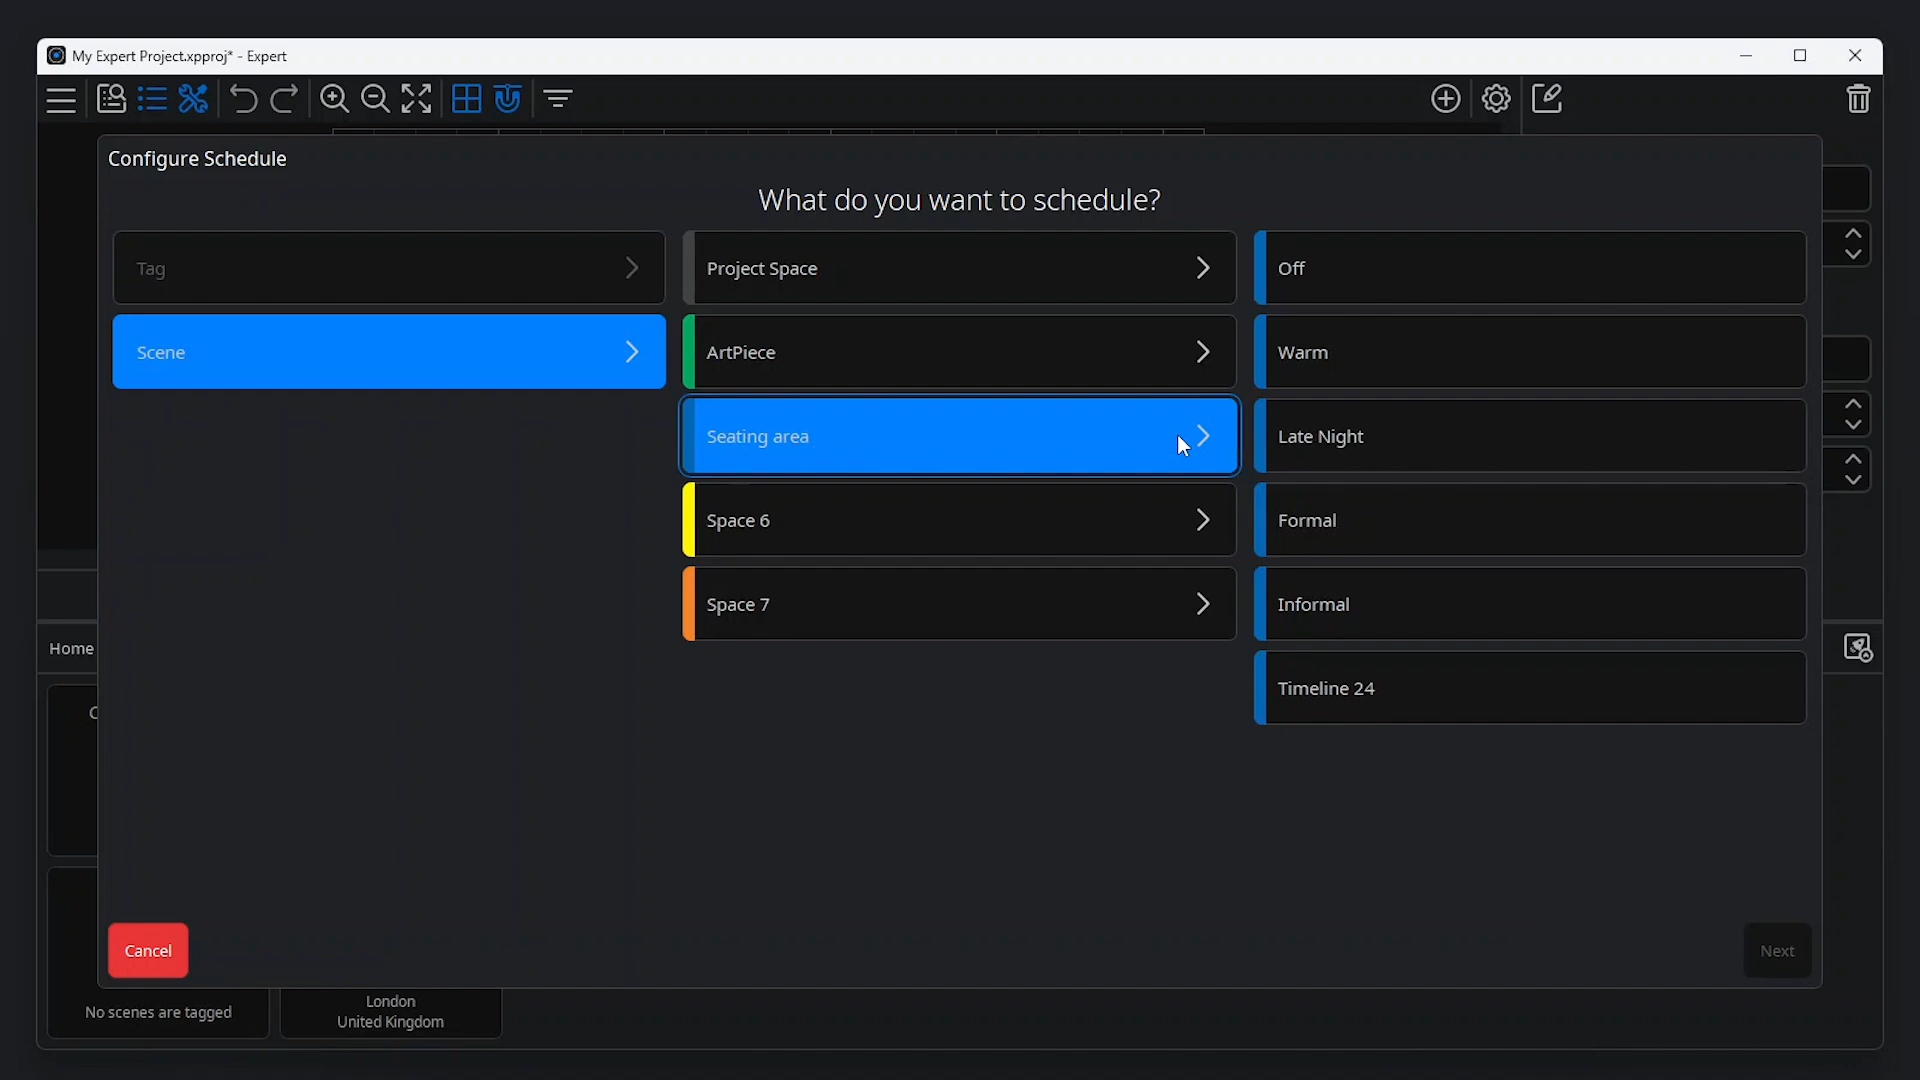 My Expert Project.xpproj* - Expert
Configure Schedule
What do you want to schedule?
Tag
Scene
Project Space
ArtPiece
Seating area
Space 6
Space 7
Off
Warm
Late Night
Formal
Informal
Timeline 24
Home
Cancel
Next
No scenes are tagged
London
United Kingdom